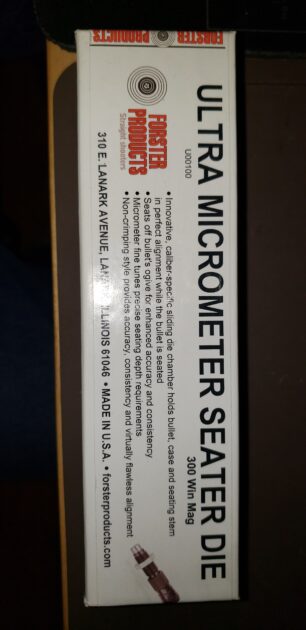 FORSTER
PRODUCTS
FORSTER
PRODUCTS
ULTRA MICROMETER SEATER DIE
U00100
300 Win Mag
FORSTER
PRODUCTS
Straight shooters
• Innovative, caliber-specific sliding die chamber holds bullet, case and seating stem
in perfect alignment while the bullet is seated
• Seats off bullet's ogive for enhanced accuracy and consistency
• Micrometer fine tunes precise seating depth requirements
• Non-crimping style provides accuracy, consistency and virtually flawless alignment
310 E. LANARK AVENUE, LANARK, ILLINOIS 61046 • MADE IN U.S.A. • forsterproducts.com